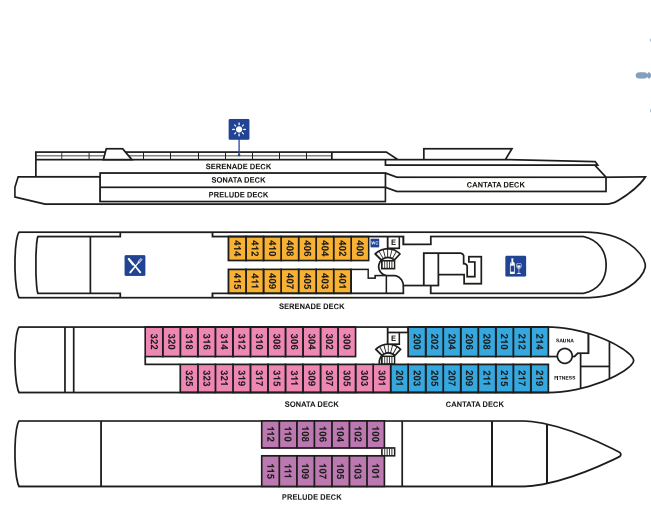 SERENADE DECK
SONATA DECK
CANTATA DECK
PRELUDE DECK
414 412 410 408 406 404 402 400 WC E
415 411 409 407 405 403 401
SERENADE DECK
322 320 318 316 314 312 310 308 306 304 302 300 E 200 202 204 206 208 210 212 214 SAUNA
325 323 321 319 317 315 311 309 307 305 303 301 201 203 205 207 209 211 215 217 219 FITNESS
SONATA DECK CANTATA DECK
112 110 108 106 104 102 100
115 111 109 107 105 103 101
PRELUDE DECK